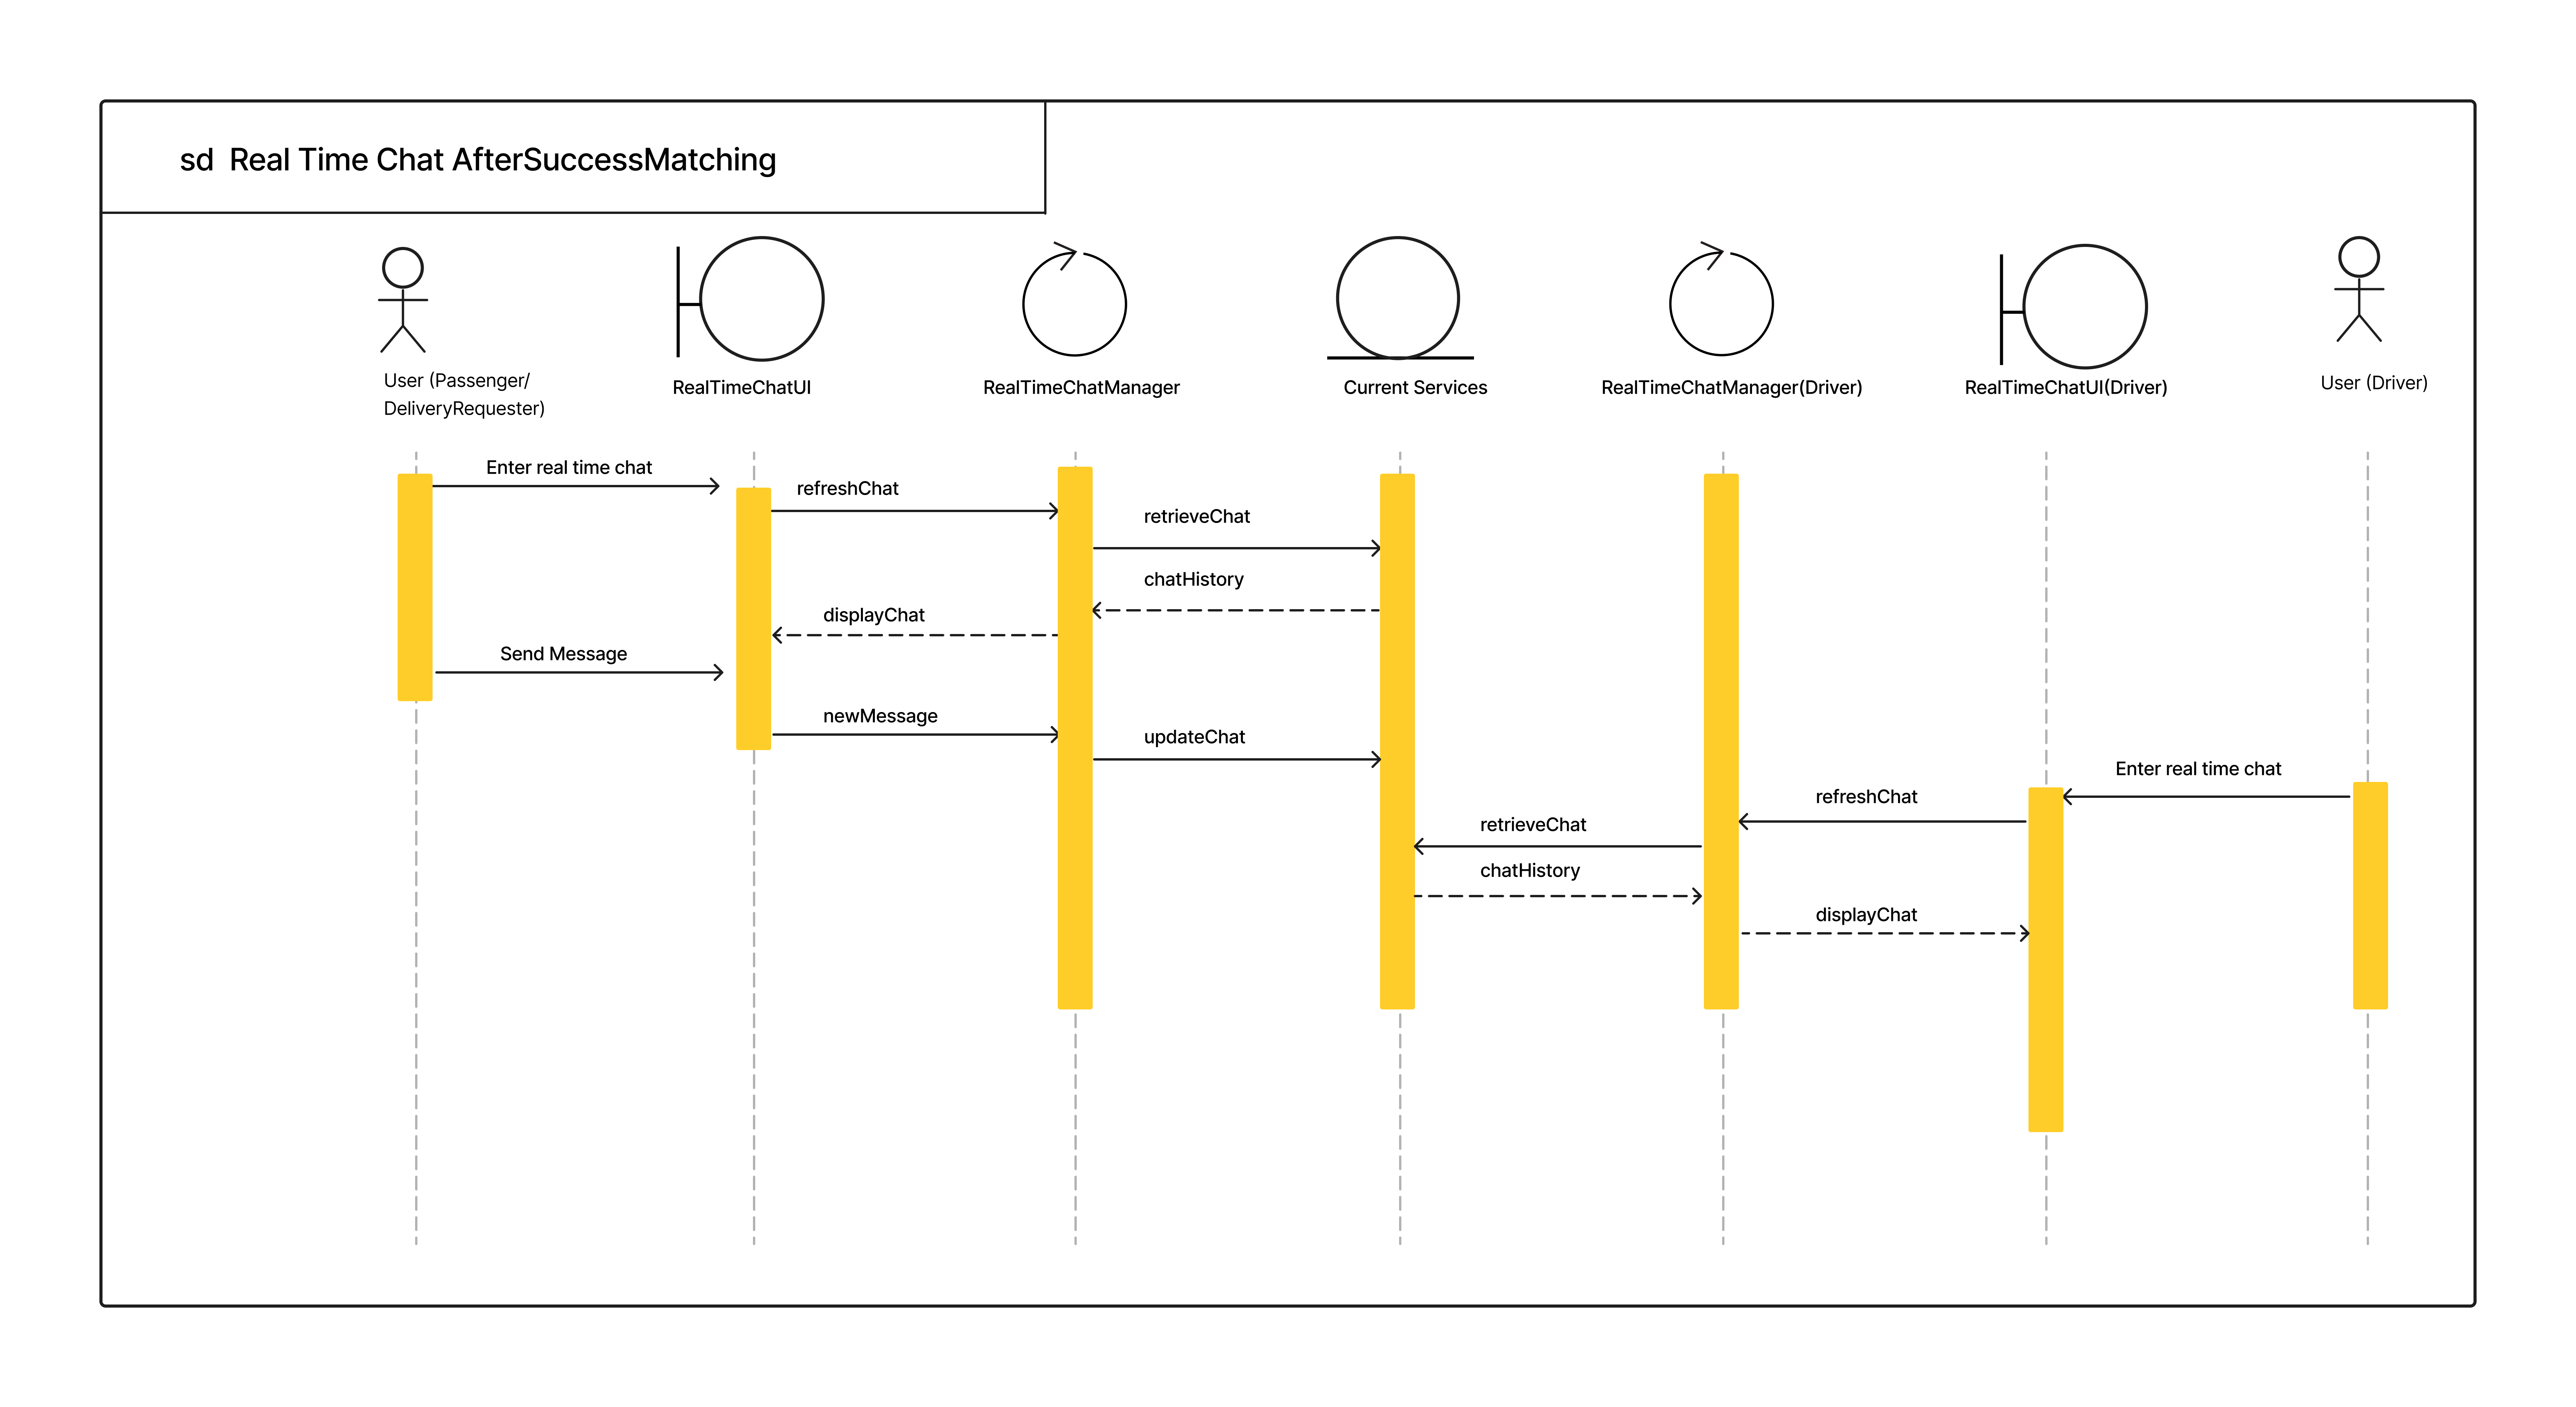 sd  Real Time Chat AfterSuccessMatching
User (Passenger/
DeliveryRequester)
RealTimeChatUI
RealTimeChatManager
Current Services
RealTimeChatManager(Driver)
RealTimeChatUI(Driver)
User (Driver)
Enter real time chat
refreshChat
retrieveChat
chatHistory
displayChat
Send Message
newMessage
updateChat
Enter real time chat
refreshChat
retrieveChat
chatHistory
displayChat